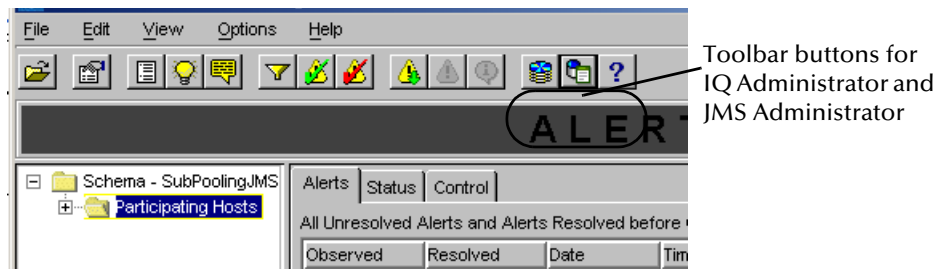 File Edit View Options Help
Toolbar buttons for
IQ Administrator and
JMS Administrator
?
ALERT
Schema - SubPoolingJMS
Participating Hosts
Alerts Status Control
All Unresolved Alerts and Alerts Resolved before
Observed Resolved Date